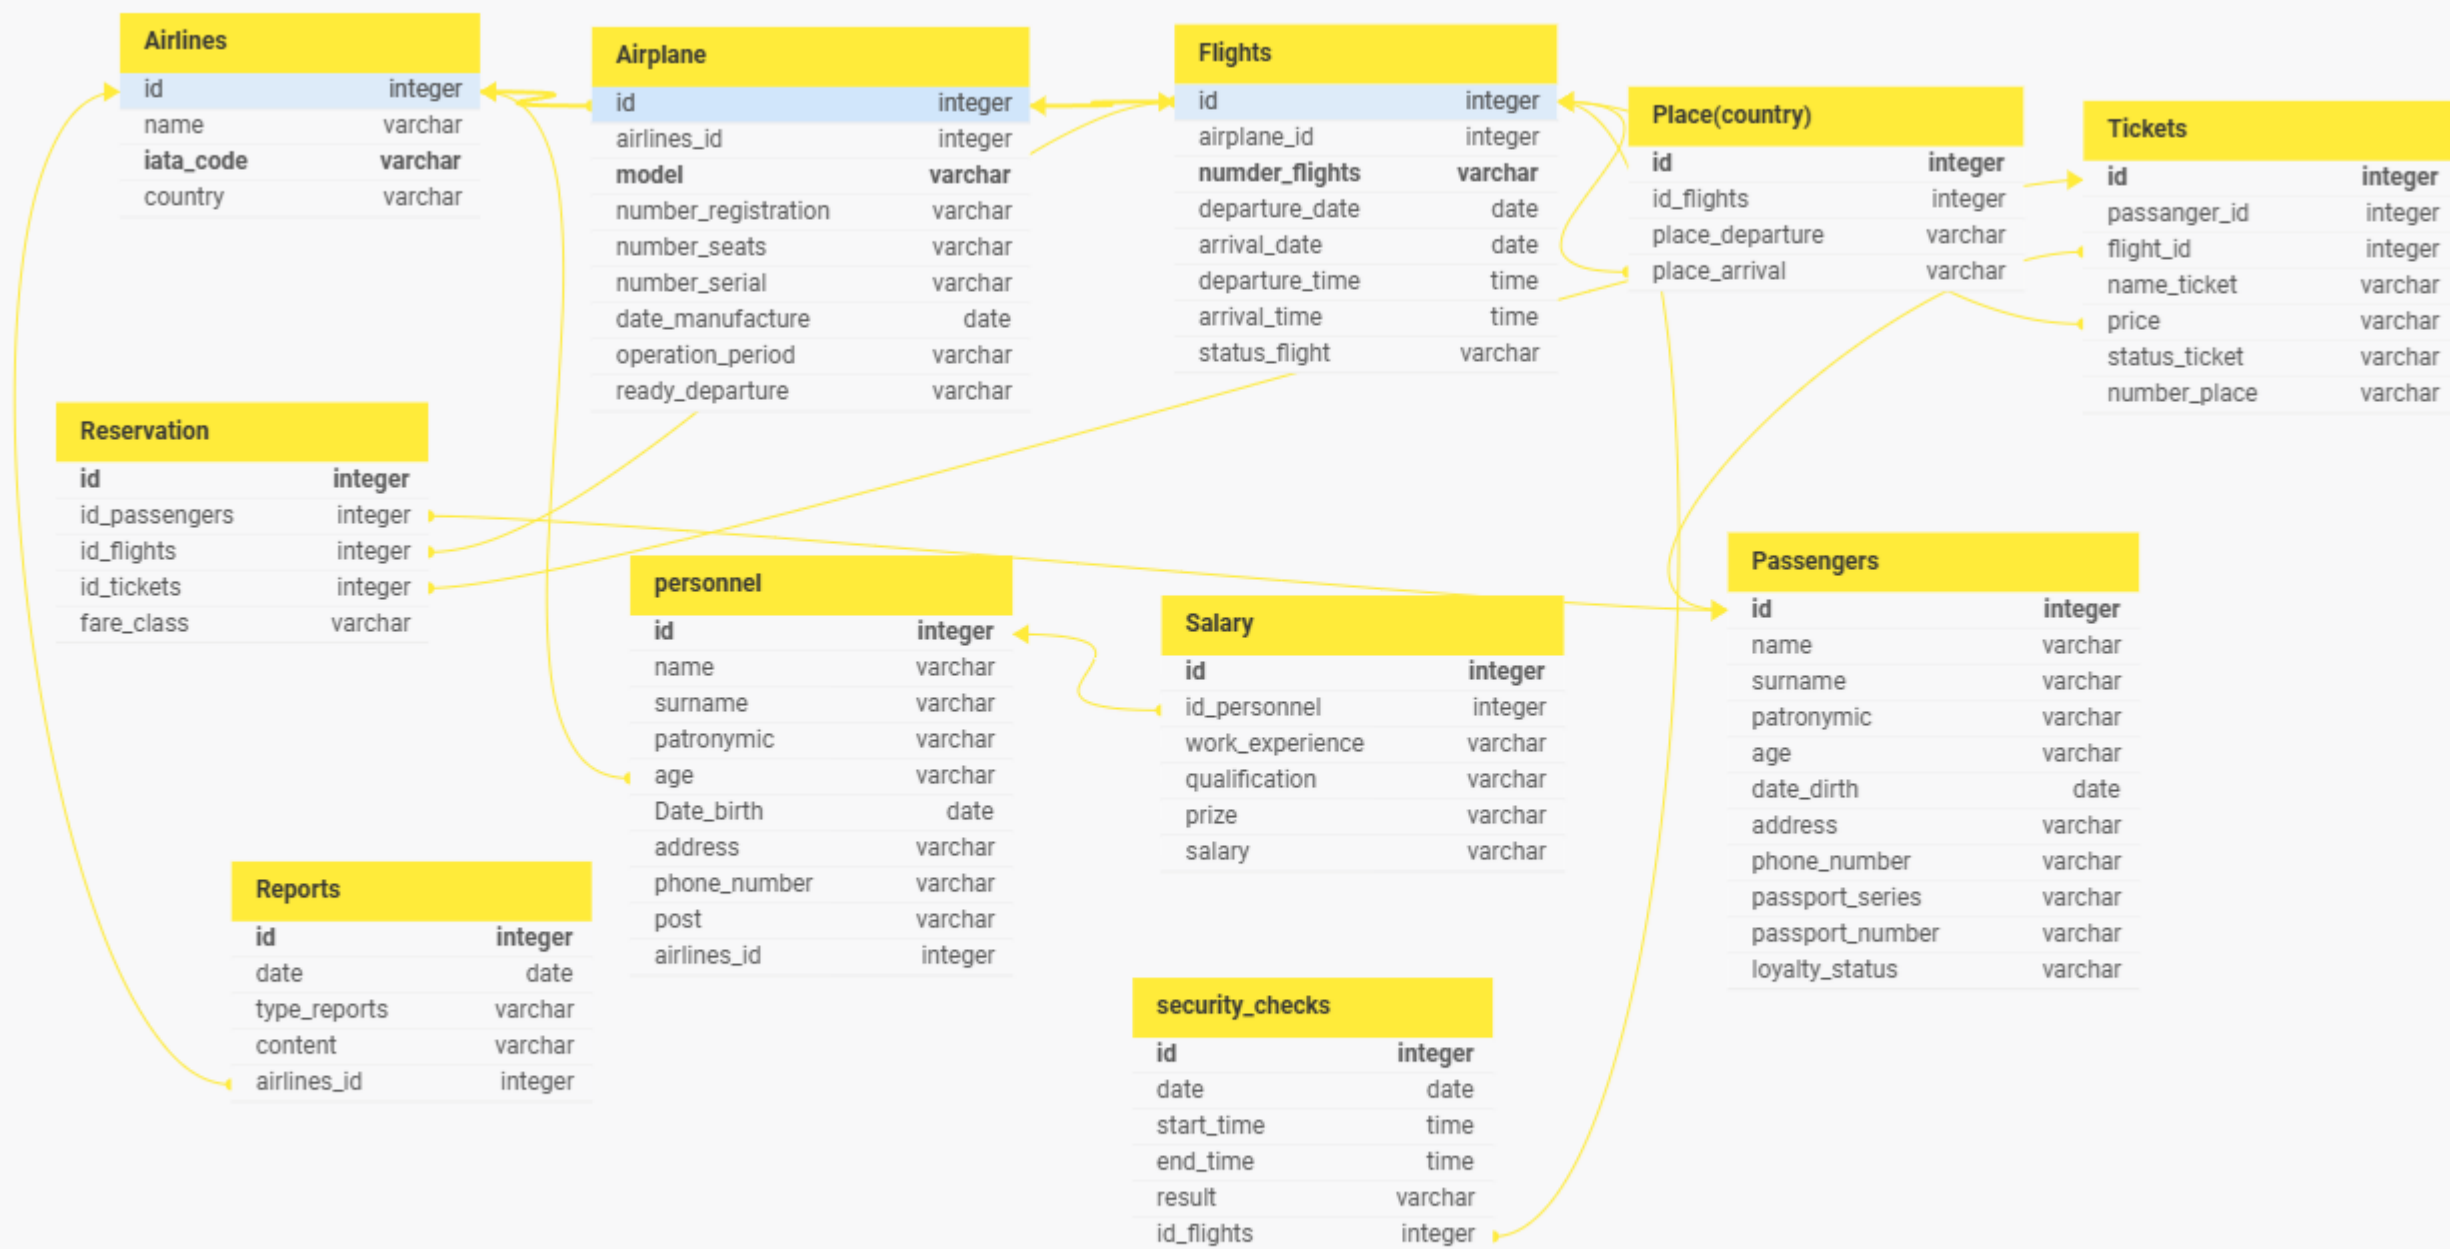 Airlines
id integer
name varchar
iata_code varchar
country varchar
Airplane
id integer
airlines_id integer
model varchar
number_registration varchar
number_seats varchar
number_serial varchar
date_manufacture date
operation_period varchar
ready_departure varchar
Flights
id integer
airplane_id integer
numder_flights varchar
departure_date date
arrival_date date
departure_time time
arrival_time time
status_flight varchar
Place(country)
id integer
id_flights integer
place_departure varchar
place_arrival varchar
Tickets
id integer
passanger_id integer
flight_id integer
name_ticket varchar
price varchar
status_ticket varchar
number_place varchar
Reservation
id integer
id_passengers integer
id_flights integer
id_tickets integer
fare_class varchar
personnel
id integer
name varchar
surname varchar
patronymic varchar
age varchar
Date_birth date
address varchar
phone_number varchar
post varchar
airlines_id integer
Salary
id integer
id_personnel integer
work_experience varchar
qualification varchar
prize varchar
salary varchar
Passengers
id integer
name varchar
surname varchar
patronymic varchar
age varchar
date_dirth date
address varchar
phone_number varchar
passport_series varchar
passport_number varchar
loyalty_status varchar
Reports
id integer
date date
type_reports varchar
content varchar
airlines_id integer
security_checks
id integer
date date
start_time time
end_time time
result varchar
id_flights integer